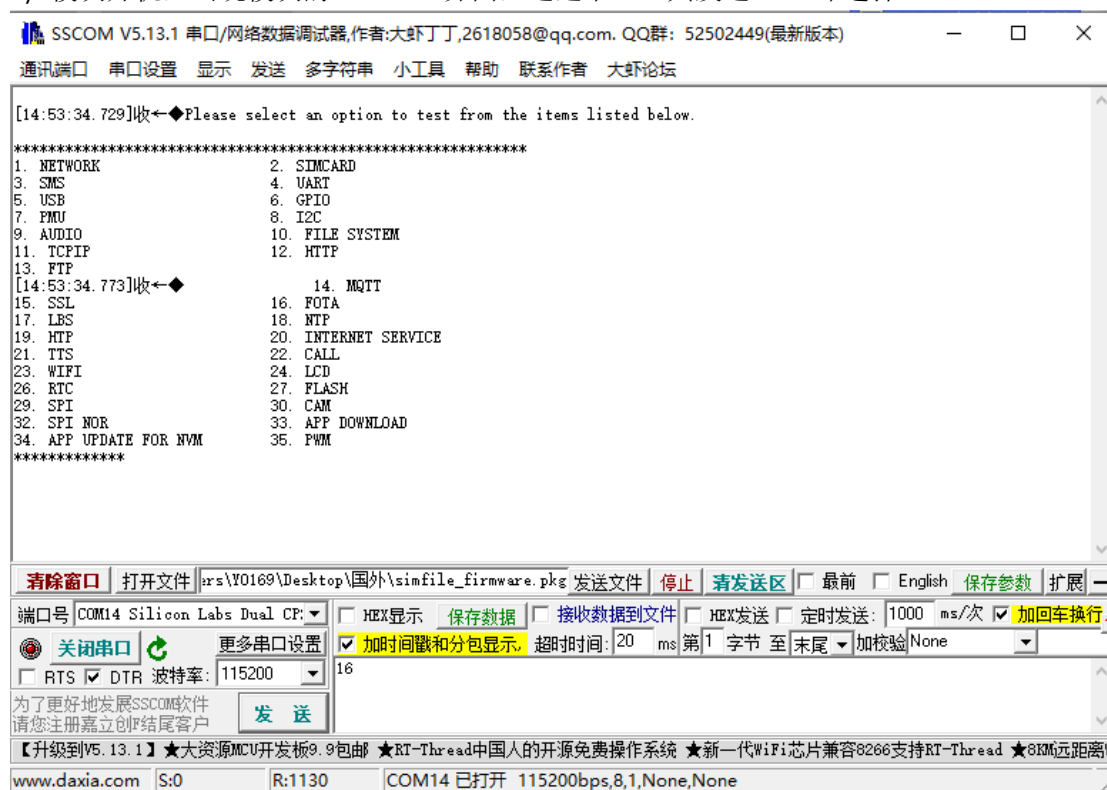 SSCOM V5.13.1 串口/网络数据调试器,作者:大虾丁丁,2618058@qq.com. QQ群: 52502449(最新版本)
通讯端口 串口设置 显示 发送 多字符串 小工具 帮助 联系作者 大虾论坛
[14:53:34.729]收←◆Please select an option to test from the items listed below.
*************************************************************
1. NETWORK 2. SIMCARD
3. SMS 4. UART
5. USB 6. GPIO
7. PMU 8. I2C
9. AUDIO 10. FILE SYSTEM
11. TCPIP 12. HTTP
13. FTP
[14:53:34.773]收←◆ 14. MQTT
15. SSL 16. FOTA
17. LBS 18. NTP
19. HTP 20. INTERNET SERVICE
21. TTS 22. CALL
23. WIFI 24. LCD
26. RTC 27. FLASH
29. SPI 30. CAM
32. SPI NOR 33. APP DOWNLOAD
34. APP UPDATE FOR NVM 35. PWM
*************
清除窗口 打开文件 ers\Y0169\Desktop\国外\simfile_firmware.pkg 发送文件 停止 清发送区 最前 English 保存参数 扩展 —
端口号 COM14 Silicon Labs Dual CP: HEX显示 保存数据 接收数据到文件 HEX发送 定时发送: 1000 ms/次 加回车换行
关闭串口 更多串口设置 加时间戳和分包显示, 超时时间: 20 ms 第 1 字节 至 末尾 加校验 None
RTS DTR 波特率: 115200 16
为了更好地发展SSCOM软件
请您注册嘉立创F结尾客户 发 送
【升级到V5.13.1】★大资源MCU开发板9.9包邮 ★RT-Thread中国人的开源免费操作系统 ★新一代WiFi芯片兼容8266支持RT-Thread ★8KM远距离
www.daxia.com S:0 R:1130 COM14 已打开 115200bps,8,1,None,None